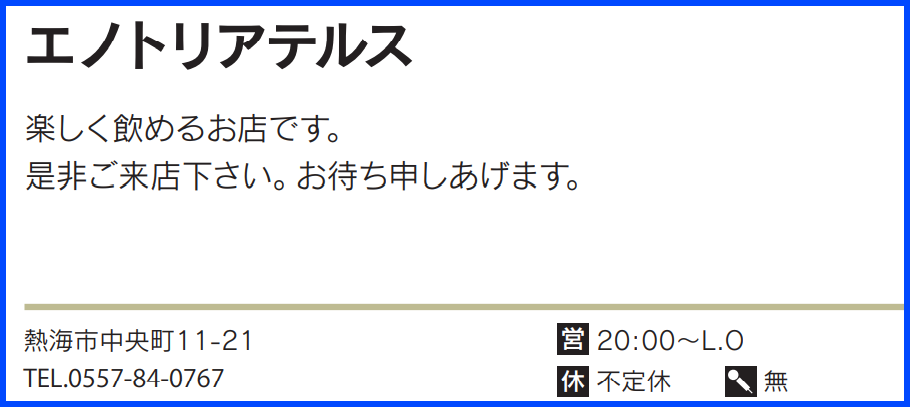 エノトリアテルス
楽しく飲めるお店です。
是非ご来店下さい。お待ち申しあげます。
熱海市中央町11-21
TEL.0557-84-0767
営 20:00〜L.O
休 不定休 無